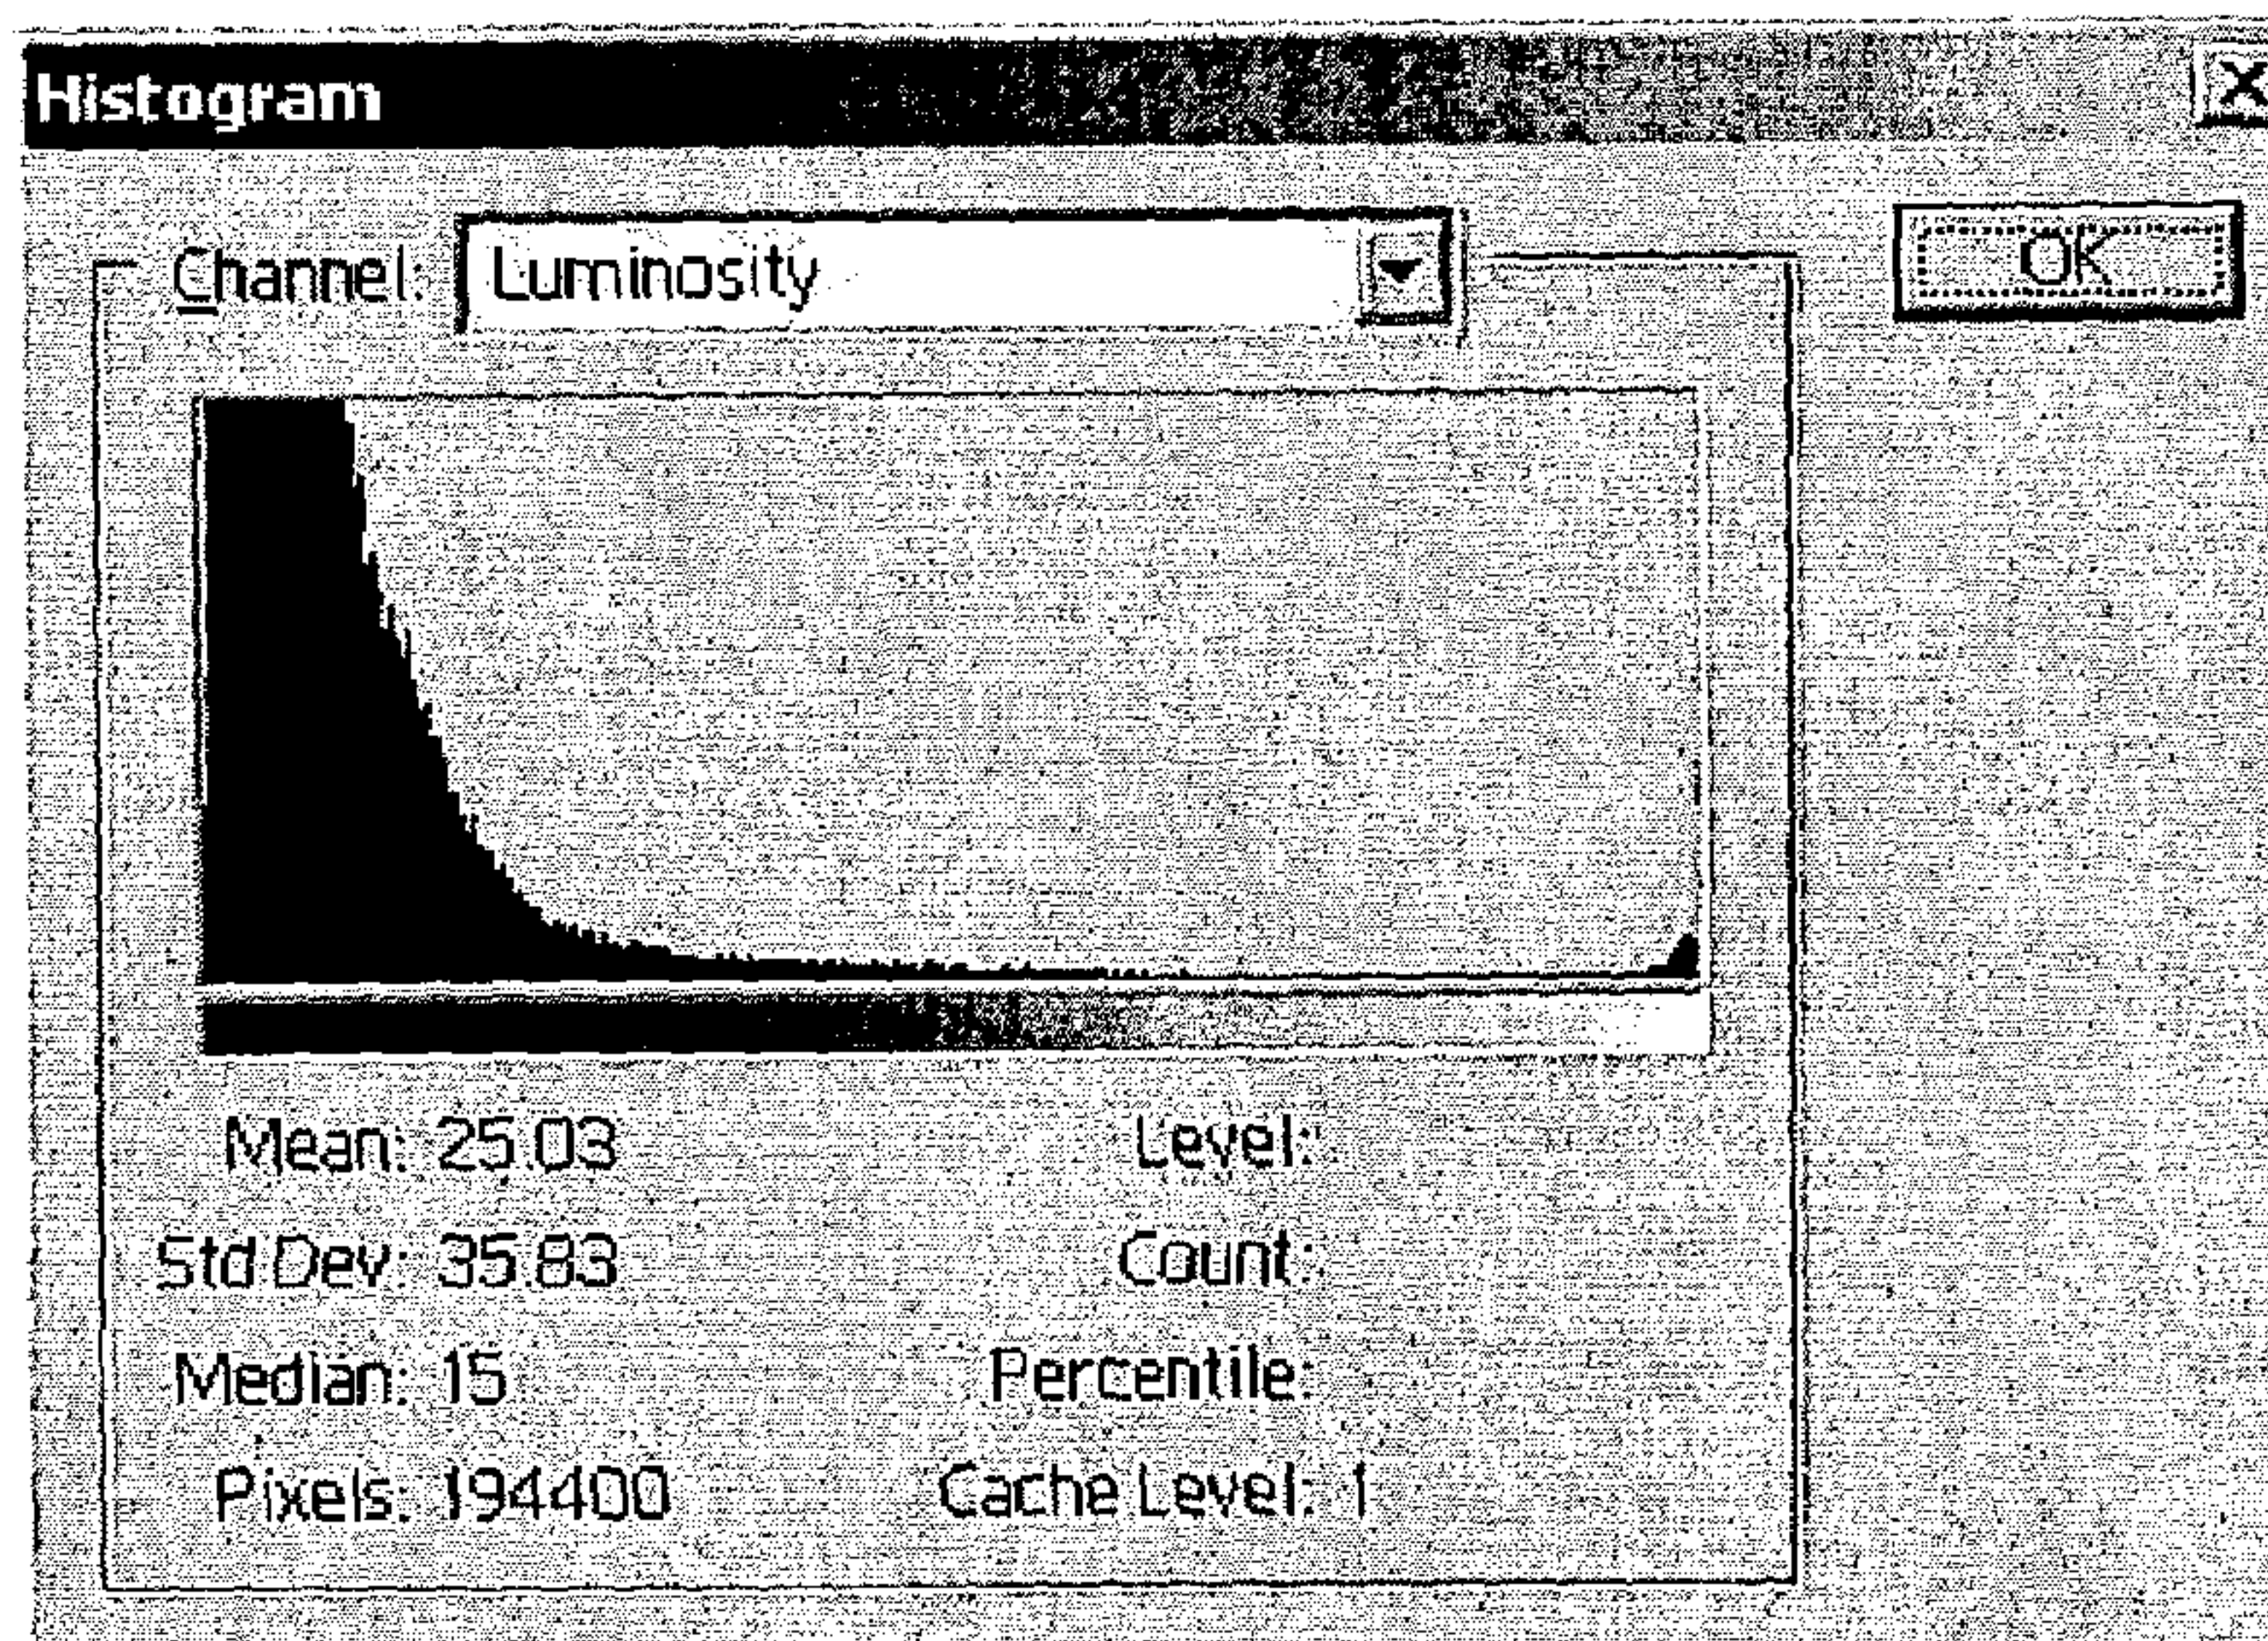 Histogram
Channel: Luminosity
OK
Mean: 25.03 Level:
Std Dev: 35.83 Count:
Median: 15 Percentile:
Pixels: 194400 Cache Level: 1